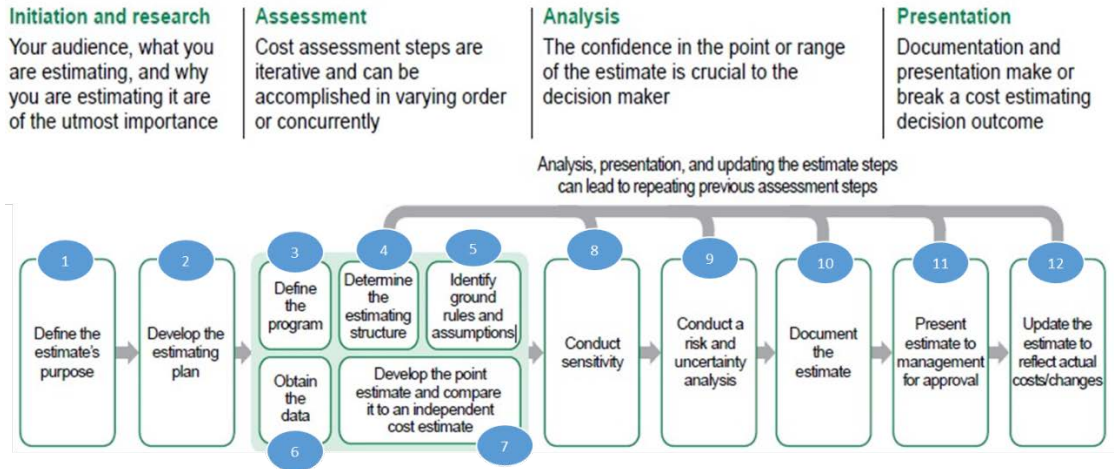 Initiation and research
Your audience, what you
are estimating, and why
you are estimating it are
of the utmost importance
Assessment
Cost assessment steps are
iterative and can be
accomplished in varying order
or concurrently
Analysis
The confidence in the point or range
of the estimate is crucial to the
decision maker
Presentation
Documentation and
presentation make or
break a cost estimating
decision outcome
Analysis, presentation, and updating the estimate steps
can lead to repeating previous assessment steps
1
Define the
estimate's
purpose
2
Develop the
estimating
plan
3
Define
the
program
4
Determine
the
estimating
structure
5
Identify
ground
rules and
assumptions
Obtain
the
data
6
Develop the point
estimate and compare
it to an independent
cost estimate
7
8
Conduct
sensitivity
9
Conduct a
risk and
uncertainty
analysis
10
Document
the
estimate
11
Present
estimate to
management
for approval
12
Update the
estimate to
reflect actual
costs/changes